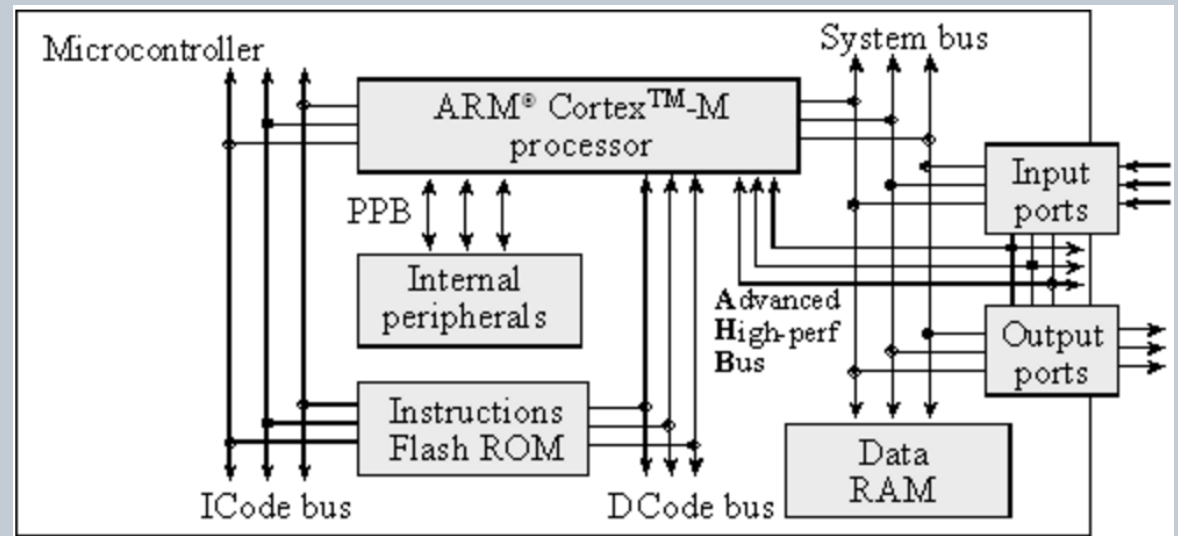 Microcontroller
System bus
ARM® Cortex™-M
processor
Input
ports
PPB
Internal
peripherals
Advanced
High-perf
Bus
Output
ports
Instructions
Flash ROM
Data
RAM
ICode bus
DCode bus